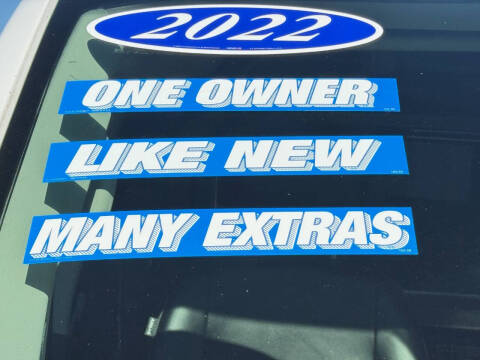 2022
ONE OWNER
LIKE NEW
MANY EXTRAS